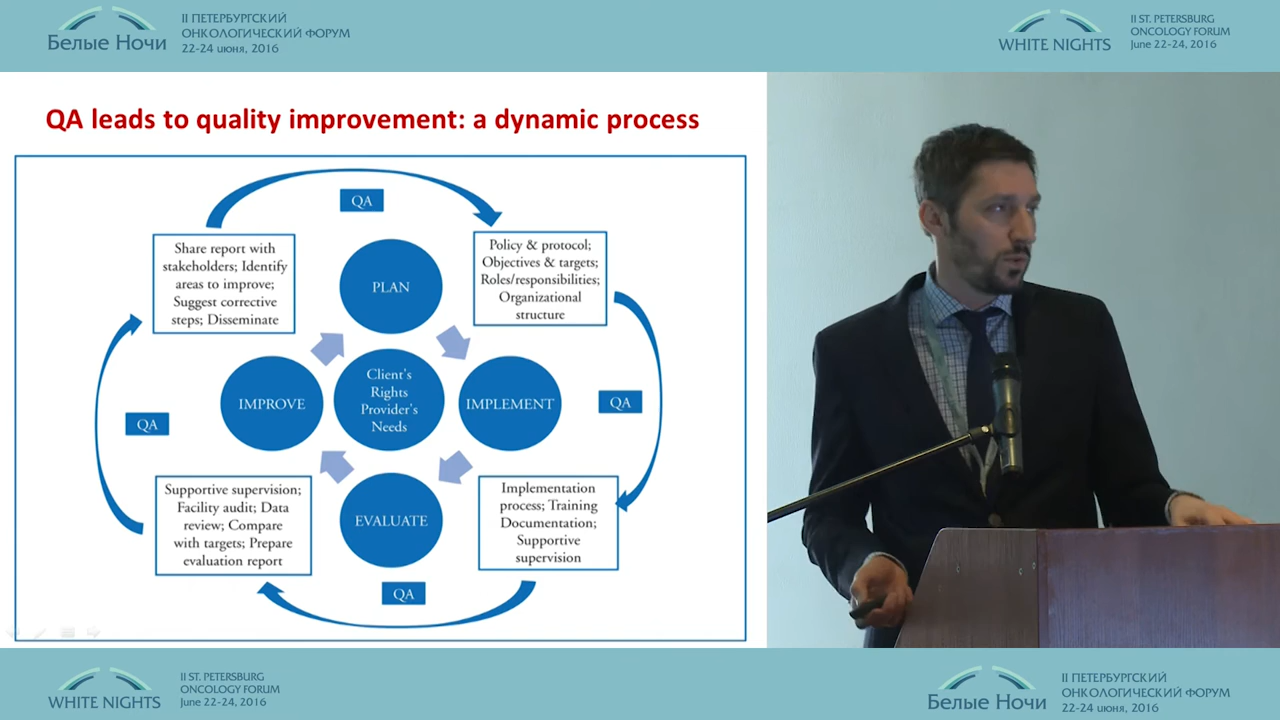 Белые Ночи
II ПЕТЕРБУРГСКИЙ
ОНКОЛОГИЧЕСКИЙ ФОРУМ
22-24 июня, 2016
WHITE NIGHTS
II ST. PETERSBURG
ONCOLOGY FORUM
June 22-24, 2016
QA leads to quality improvement: a dynamic process
QA
Share report with
stakeholders; Identify
areas to improve;
Suggest corrective
steps; Disseminate
PLAN
Policy & protocol;
Objectives & targets;
Roles/responsibilities;
Organizational
structure
IMPROVE
Client's
Rights
Provider's
Needs
IMPLEMENT
QA
QA
Supportive supervision;
Facility audit; Data
review; Compare
with targets; Prepare
evaluation report
EVALUATE
Implementation
process; Training
Documentation;
Supportive
supervision
QA
WHITE NIGHTS
II ST. PETERSBURG
ONCOLOGY FORUM
June 22-24, 2016
Белые Ночи
II ПЕТЕРБУРГСКИЙ
ОНКОЛОГИЧЕСКИЙ ФОРУМ
22-24 июня, 2016